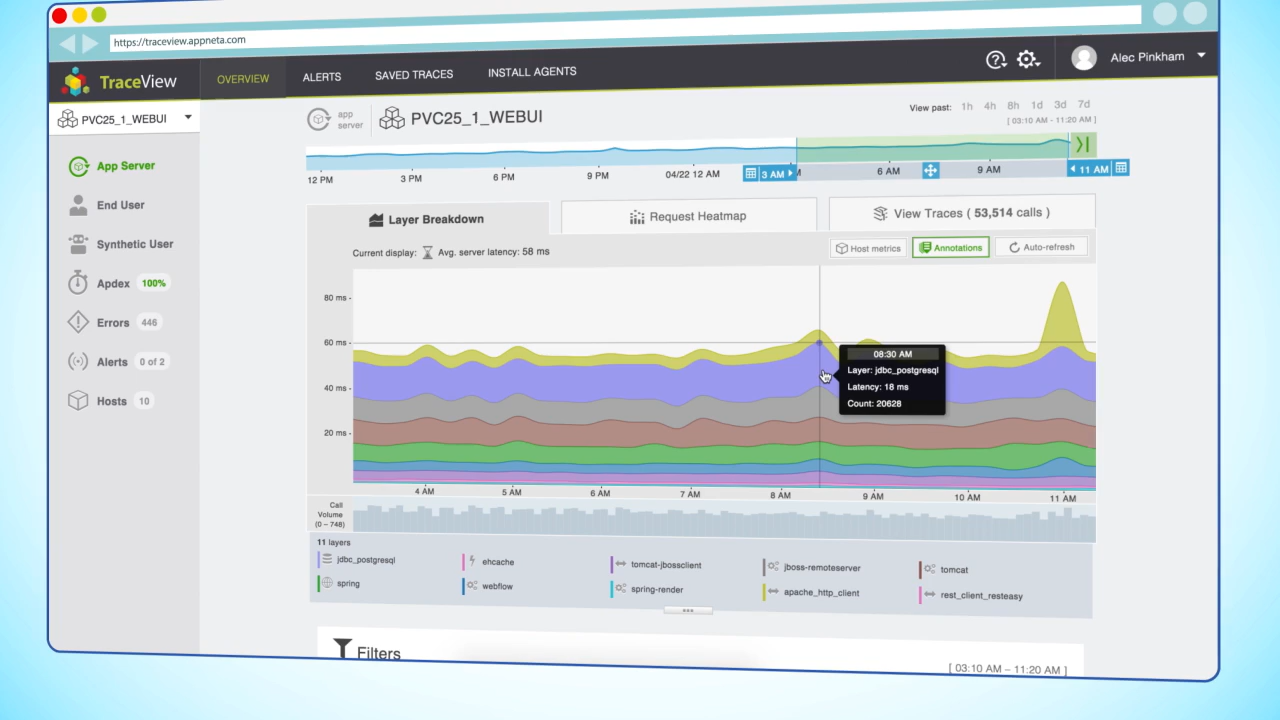 https://traceview.appneta.com
TraceView
OVERVIEW
ALERTS
SAVED TRACES
INSTALL AGENTS
Alec Pinkham
PVC25_1_WEBUI
App Server
End User
Synthetic User
Apdex 100%
Errors 446
Alerts 0 of 2
Hosts 10
app
server
PVC25_1_WEBUI
View past: 1h 4h 8h 1d 3d 7d
[ 03:10 AM - 11:20 AM ]
12 PM 3 PM 6 PM 9 PM 04/22 12 AM 3 AM 6 AM 9 AM 11 AM
Layer Breakdown
Request Heatmap
View Traces ( 53,514 calls )
Current display: Avg. server latency: 58 ms
Host metrics
Annotations
Auto-refresh
80 ms
60 ms
40 ms
20 ms
08:30 AM
Layer: jdbc_postgresql
Latency: 18 ms
Count: 20628
4 AM 5 AM 6 AM 7 AM 8 AM 9 AM 10 AM 11 AM
Call
Volume
(0 – 748)
11 layers
jdbc_postgresql ehcache tomcat-jbossclient jboss-remoteserver tomcat
spring webflow spring-render apache_http_client rest_client_resteasy
Filters
[ 03:10 AM – 11:20 AM ]